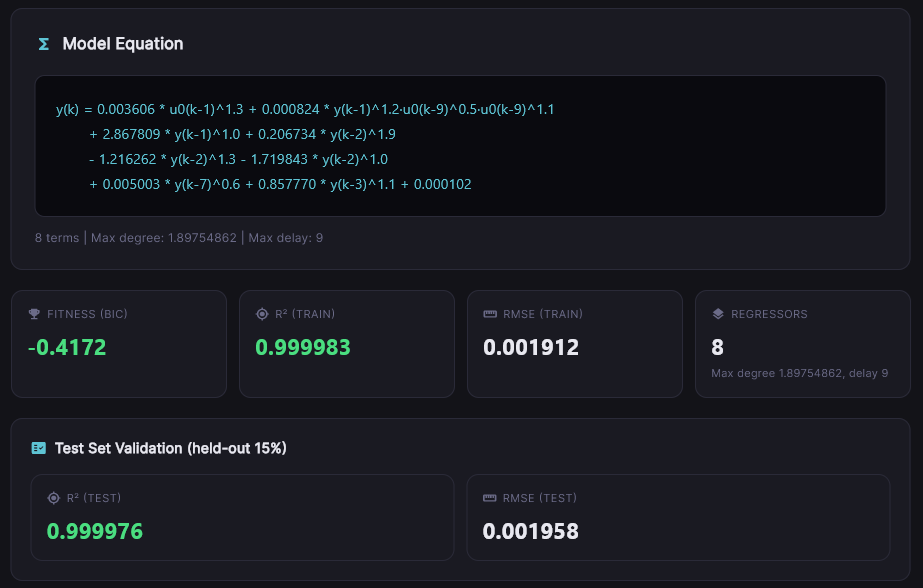 Σ Model Equation
y(k) = 0.003606 * u0(k-1)^1.3 + 0.000824 * y(k-1)^1.2·u0(k-9)^0.5·u0(k-9)^1.1
+ 2.867809 * y(k-1)^1.0 + 0.206734 * y(k-2)^1.9
- 1.216262 * y(k-2)^1.3 - 1.719843 * y(k-2)^1.0
+ 0.005003 * y(k-7)^0.6 + 0.857770 * y(k-3)^1.1 + 0.000102
8 terms | Max degree: 1.89754862 | Max delay: 9
FITNESS (BIC)
-0.4172
R² (TRAIN)
0.999983
RMSE (TRAIN)
0.001912
REGRESSORS
8
Max degree 1.89754862, delay 9
Test Set Validation (held-out 15%)
R² (TEST)
0.999976
RMSE (TEST)
0.001958